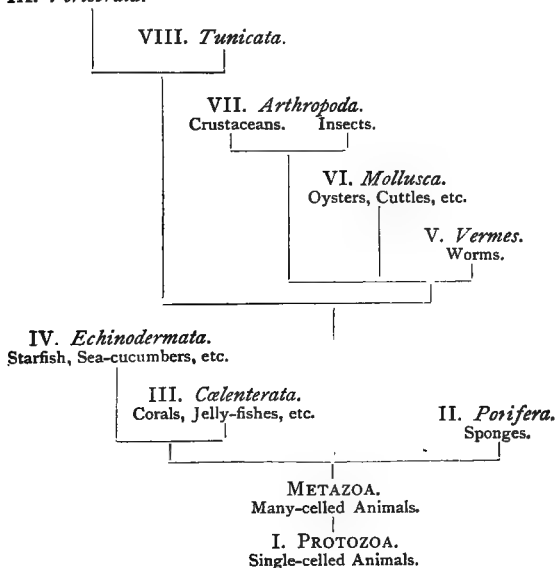 VIII. Tunicata.
VII. Arthropoda.
Crustaceans. Insects.
VI. Mollusca.
Oysters, Cuttles, etc.
V. Vermes.
Worms.
IV. Echinodermata.
Starfish, Sea-cucumbers, etc.
III. Cœlenterata.
Corals, Jelly-fishes, etc.
II. Porifera.
Sponges.
METAZOA.
Many-celled Animals.
I. PROTOZOA.
Single-celled Animals.